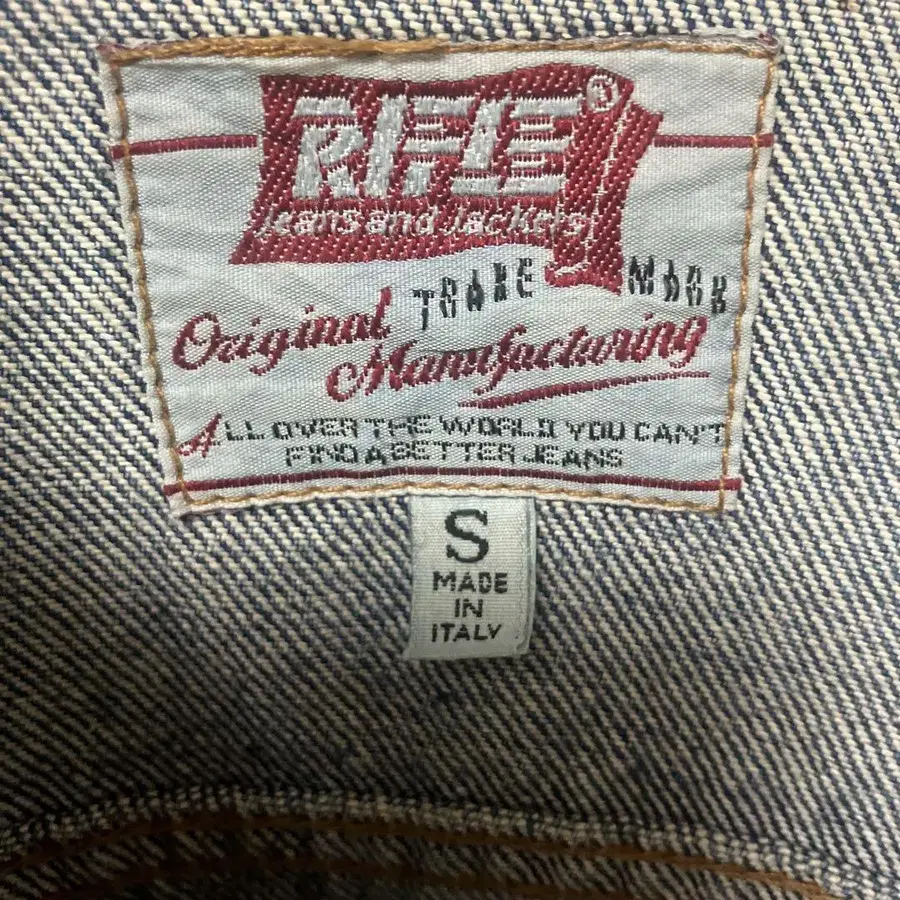 RIFLE®
Jeans and Jackets
TRADE MARK
Original
Manufacturing
ALL OVER THE WORLD YOU CAN'T
FIND A BETTER JEANS
S
MADE
IN
ITALY